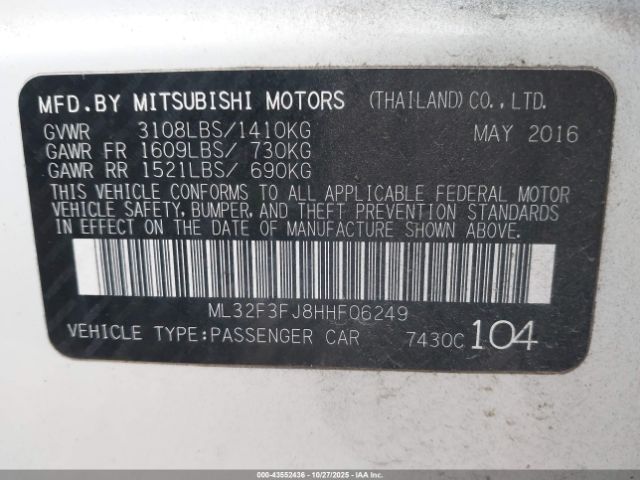 MFD.BY MITSUBISHI MOTORS (THAILAND)CO.,LTD.
GVWR 3108LBS/1410KG MAY 2016
GAWR FR 1609LBS/ 730KG
GAWR RR 1521LBS/ 690KG
THIS VEHICLE CONFORMS TO ALL APPLICABLE FEDERAL MOTOR
VEHICLE SAFETY, BUMPER, AND THEFT PREVENTION STANDARDS
IN EFFECT ON THE DATE OF MANUFACTURE SHOWN ABOVE.
ML32F3FJ8HHF06249
VEHICLE TYPE:PASSENGER CAR 7430C 104
000-43552436 - 10/27/2025 - IAAI.COM